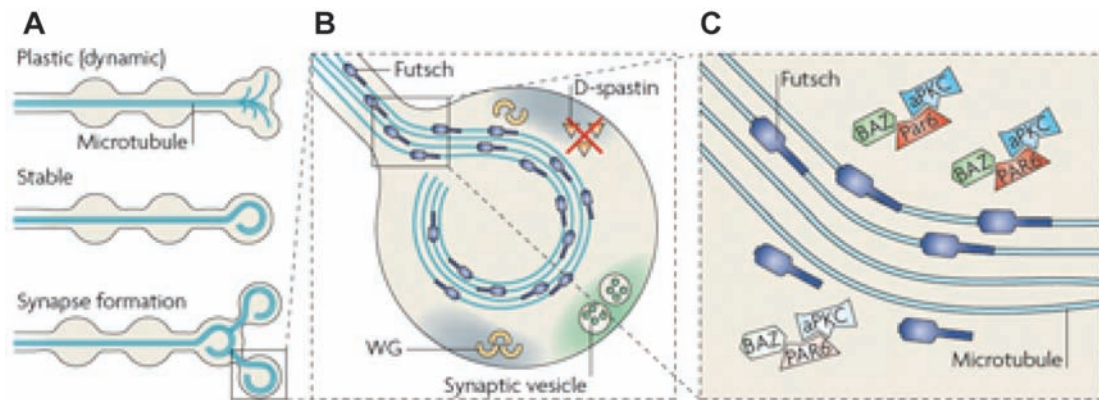 A
Plastic (dynamic)
Microtubule
Stable
Synapse formation
B
Futsch
D-spastin
WG
Synaptic vesicle
C
Futsch
aPKC
BAZ
Par6
aPKC
BAZ
PAR6
aPKC
BAZ
PAR6
Microtubule